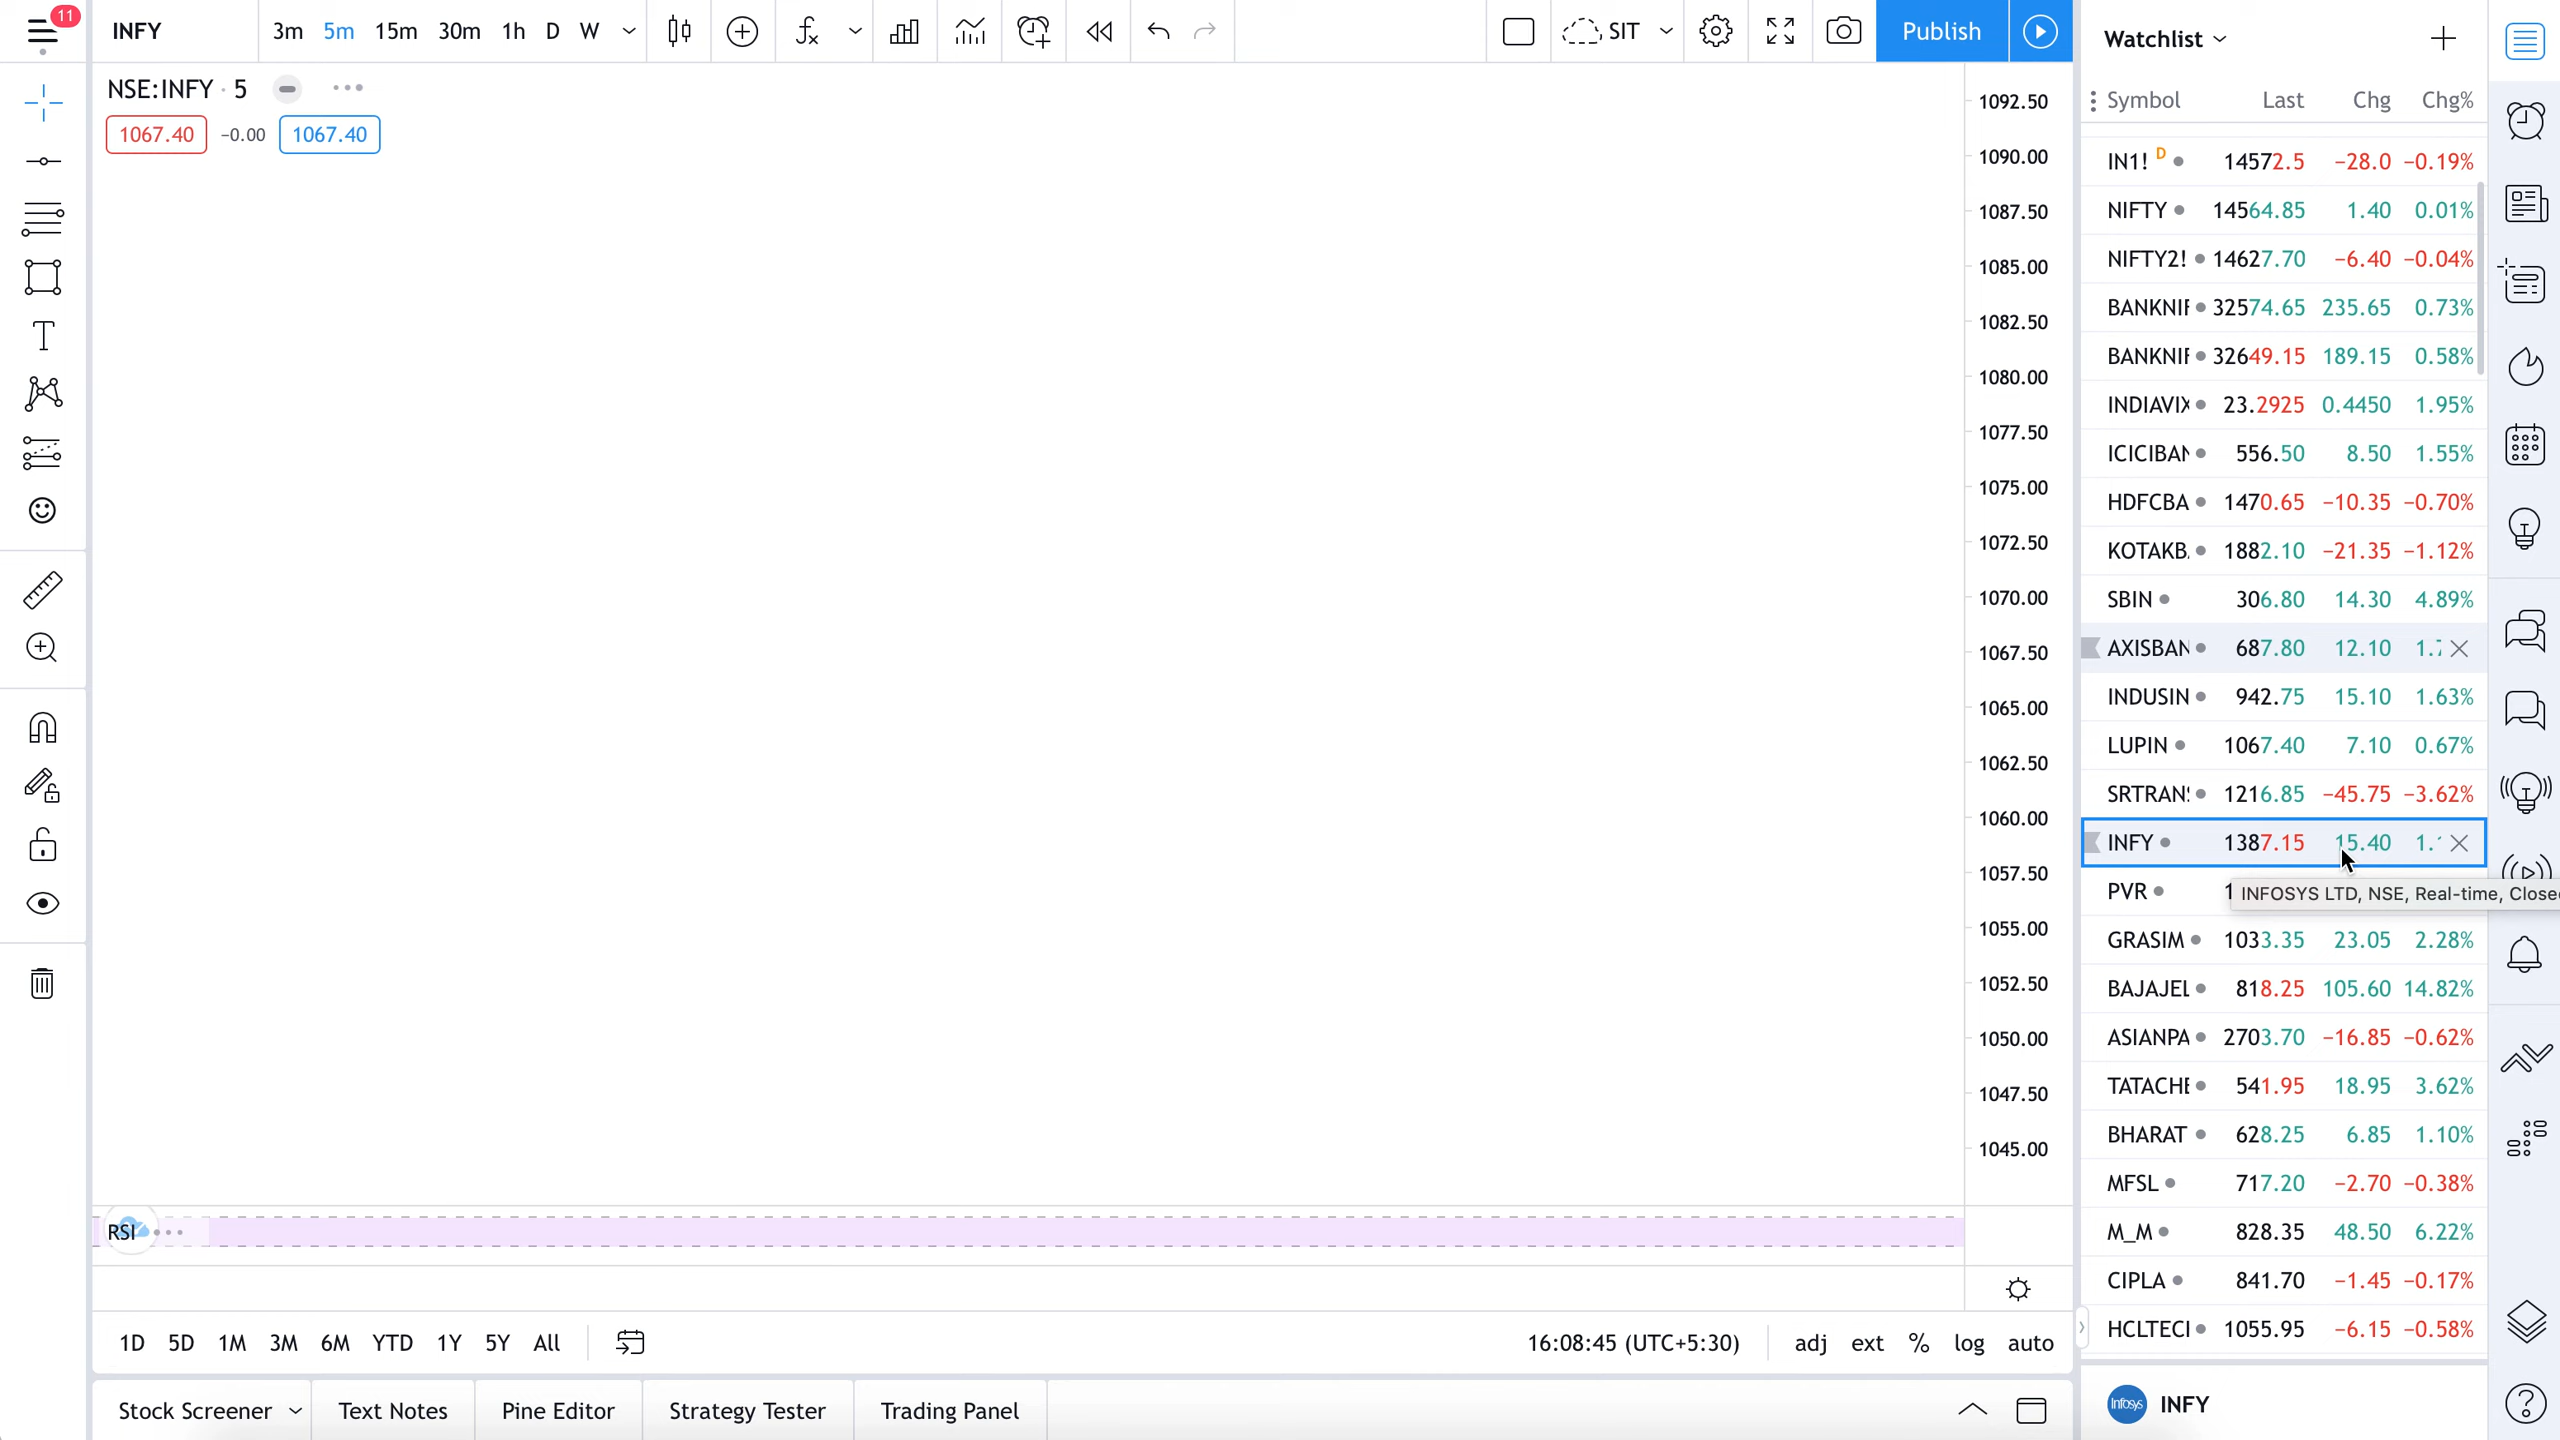 11
INFY 3m 5m 15m 30m 1h D W SIT Publish
NSE:INFY · 5
1067.40 −0.00 1067.40
1092.50
1090.00
1087.50
1085.00
1082.50
1080.00
1077.50
1075.00
1072.50
1070.00
1067.50
1065.00
1062.50
1060.00
1057.50
1055.00
1052.50
1050.00
1047.50
1045.00
RSI
1D 5D 1M 3M 6M YTD 1Y 5Y All 16:08:45 (UTC+5:30) adj ext % log auto
Stock Screener Text Notes Pine Editor Strategy Tester Trading Panel
Watchlist
Symbol Last Chg Chg%
IN1! D 14572.5 −28.0 −0.19%
NIFTY 14564.85 1.40 0.01%
NIFTY2! 14627.70 −6.40 −0.04%
BANKNIF 32574.65 235.65 0.73%
BANKNIF 32649.15 189.15 0.58%
INDIAVIX 23.2925 0.4450 1.95%
ICICIBAN 556.50 8.50 1.55%
HDFCBA 1470.65 −10.35 −0.70%
KOTAKB. 1882.10 −21.35 −1.12%
SBIN 306.80 14.30 4.89%
AXISBAN 687.80 12.10 1.7
INDUSIN 942.75 15.10 1.63%
LUPIN 1067.40 7.10 0.67%
SRTRANS 1216.85 −45.75 −3.62%
INFY 1387.15 15.40 1.
PVR 1
INFOSYS LTD, NSE, Real-time, Close
GRASIM 1033.35 23.05 2.28%
BAJAJEL 818.25 105.60 14.82%
ASIANPA 2703.70 −16.85 −0.62%
TATACHE 541.95 18.95 3.62%
BHARAT 628.25 6.85 1.10%
MFSL 717.20 −2.70 −0.38%
M_M 828.35 48.50 6.22%
CIPLA 841.70 −1.45 −0.17%
HCLTECI 1055.95 −6.15 −0.58%
Infosys INFY